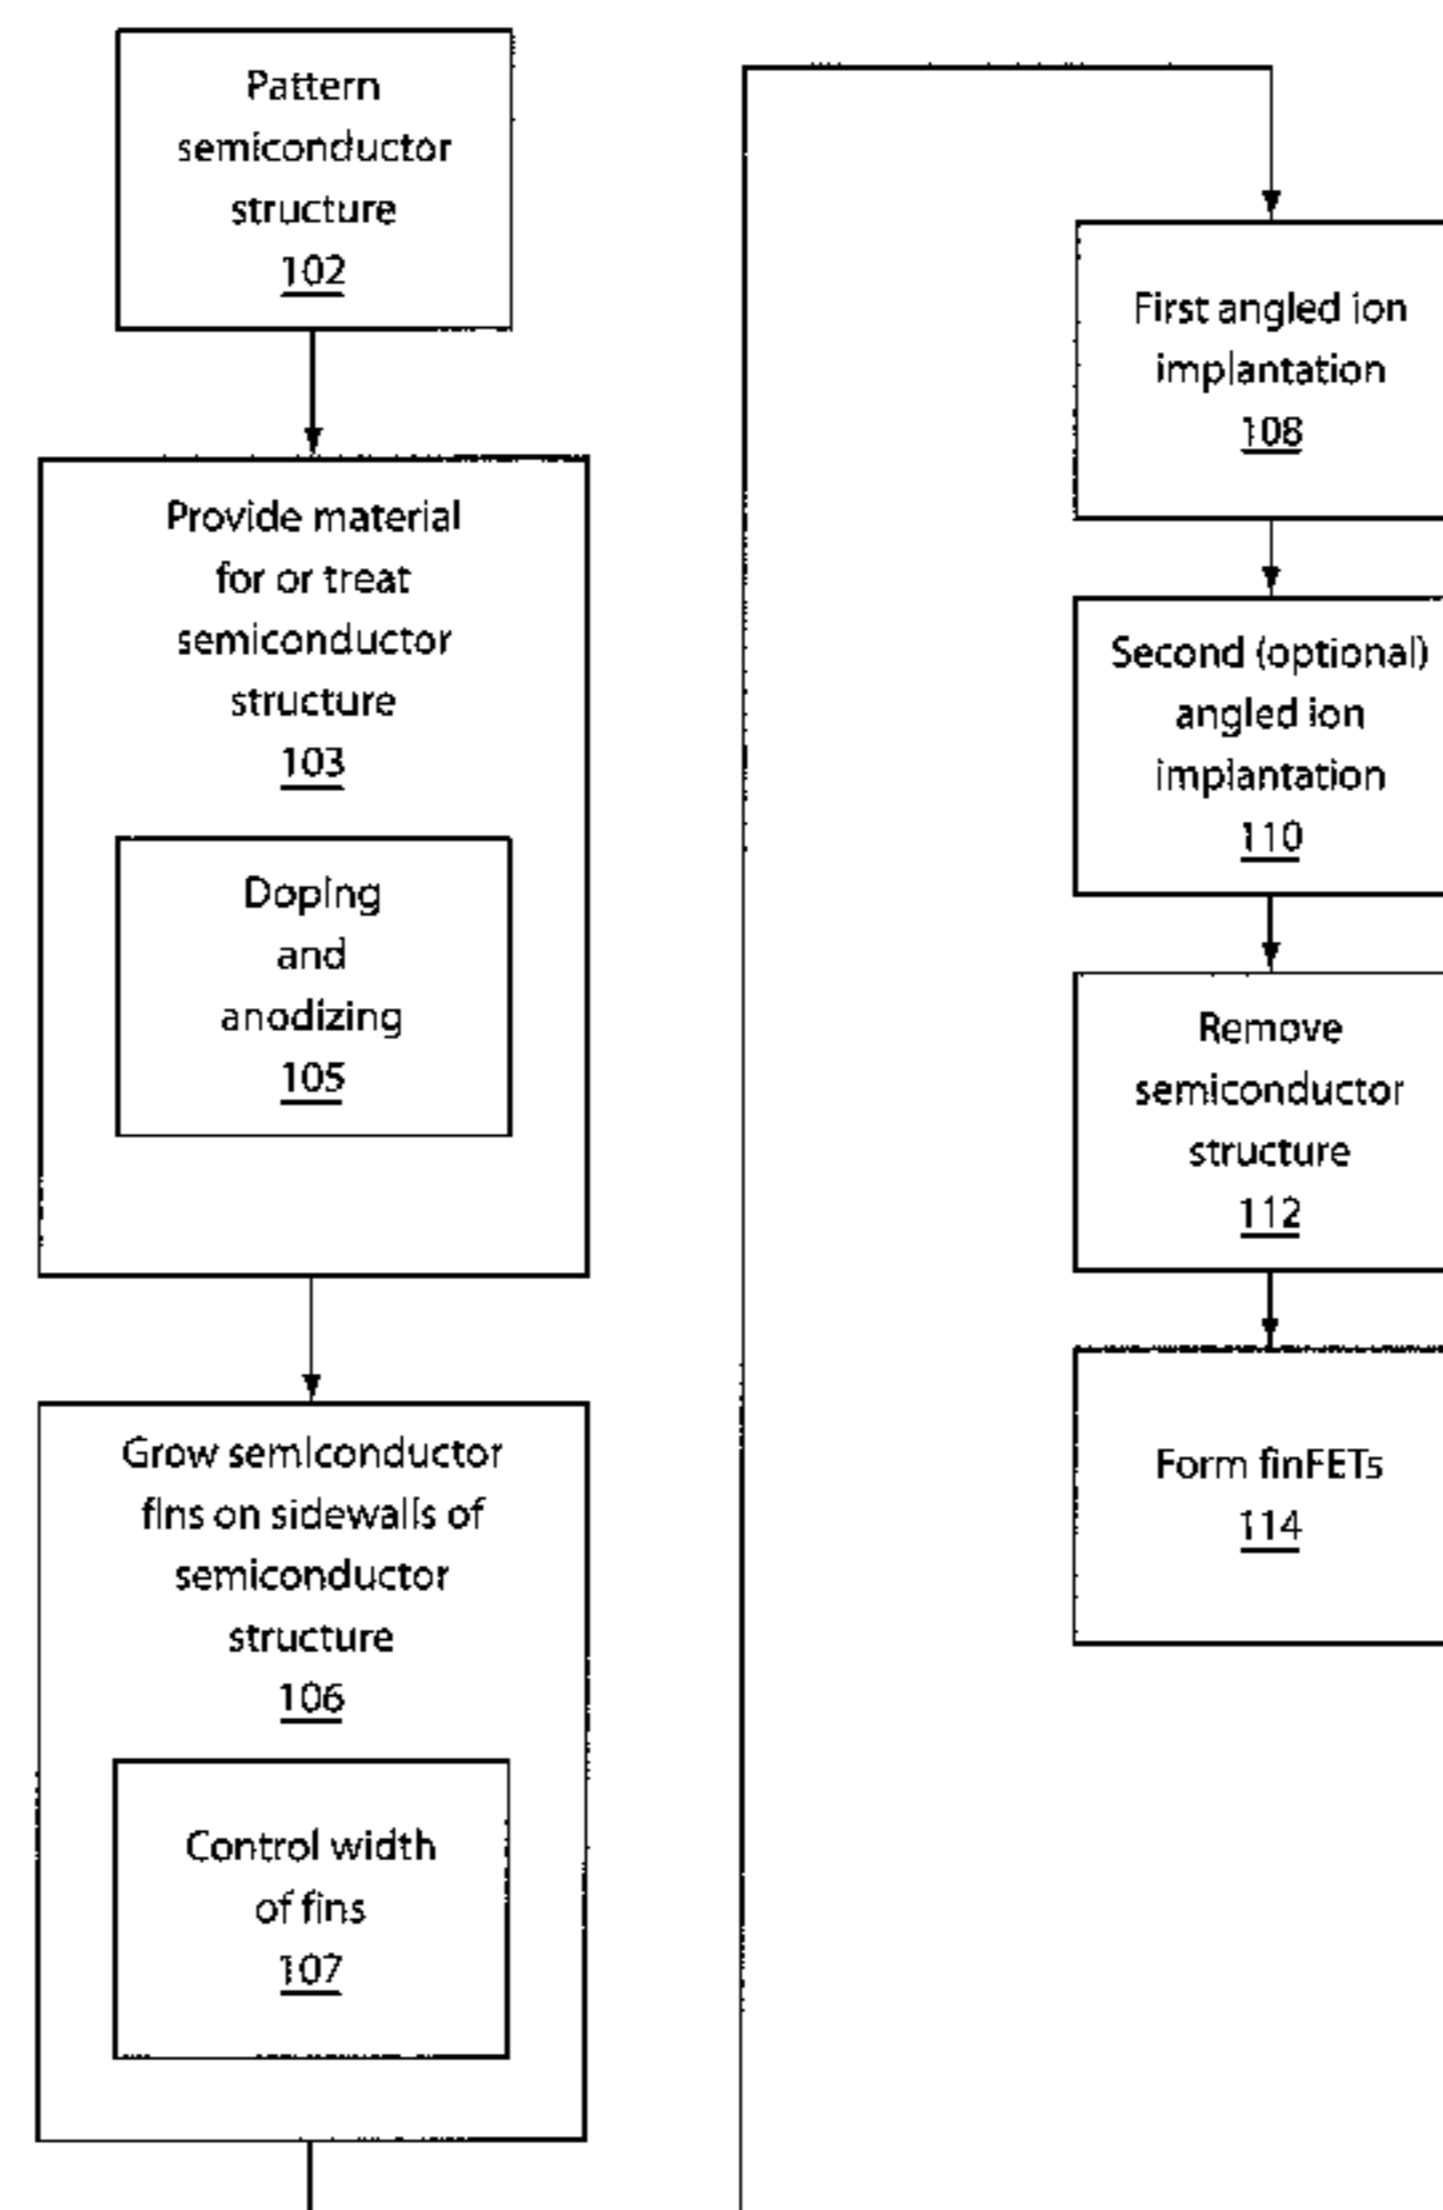 Pattern
semiconductor
structure
102
Provide material
for or treat
semiconductor
structure
103
Doping
and
anodizing
105
Grow semiconductor
fins on sidewalls of
semiconductor
structure
106
Control width
of fins
107
First angled ion
implantation
108
Second (optional)
angled ion
implantation
110
Remove
semiconductor
structure
112
Form finFETs
114